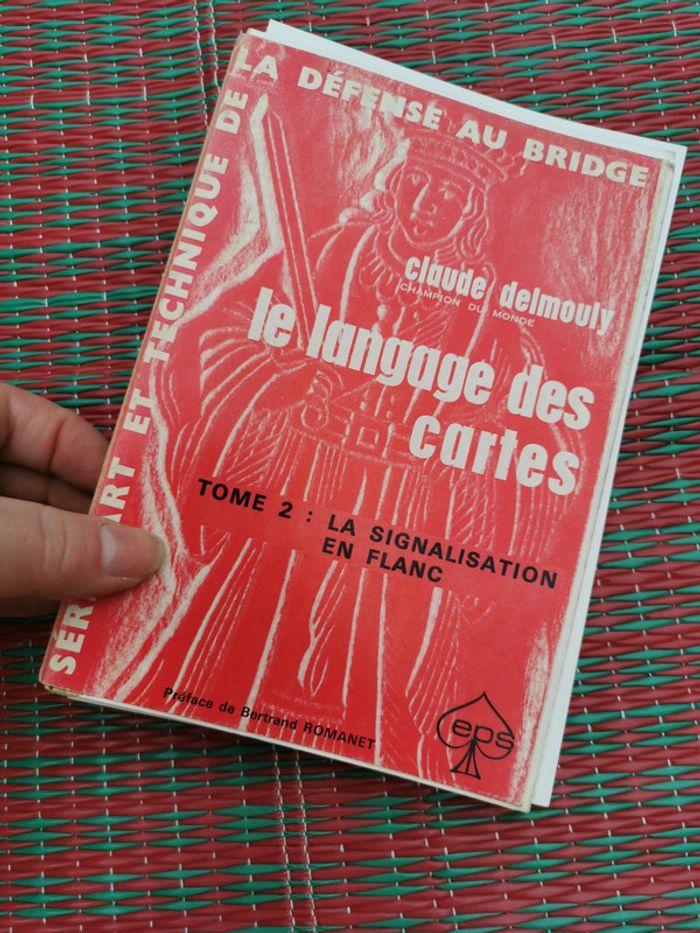 SÉRIE ART ET TECHNIQUE DE LA DÉFENSE AU BRIDGE
claude delmouly
CHAMPION DU MONDE
le langage des
cartes
TOME 2 : LA SIGNALISATION
EN FLANC
Préface de Bertrand ROMANET
eps